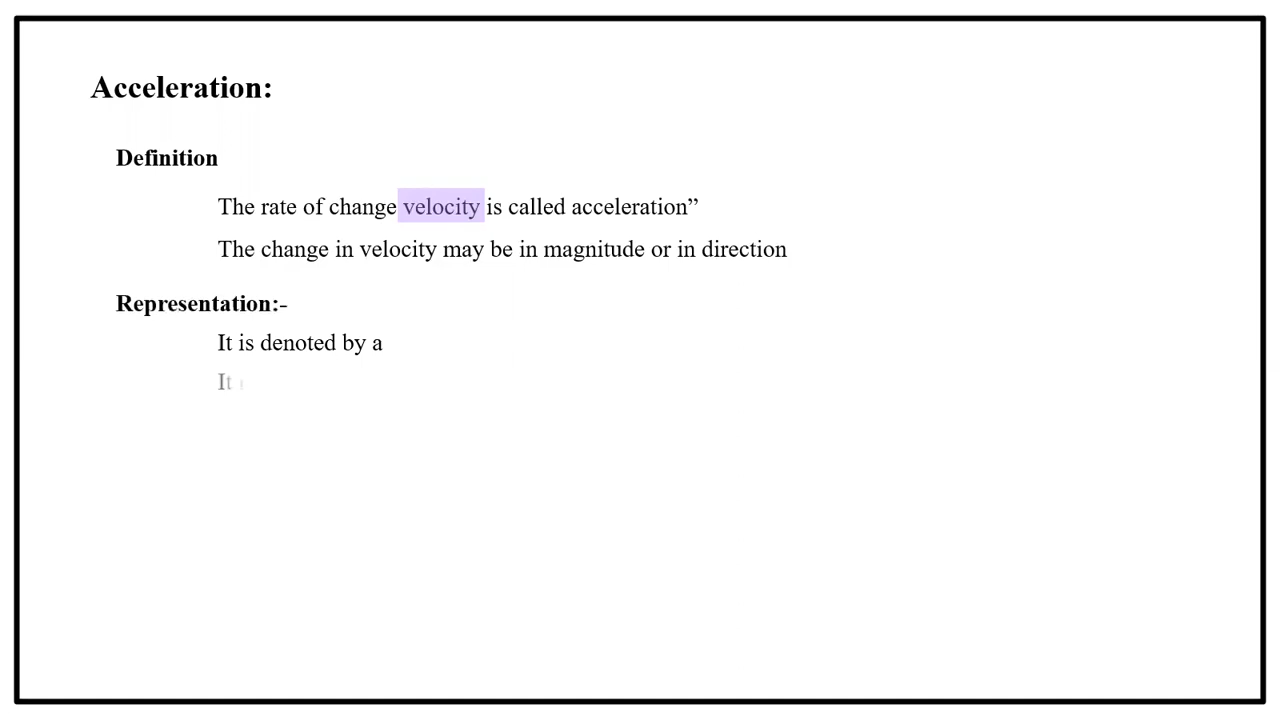 Acceleration:
Definition
The rate of change velocity is called acceleration”
The change in velocity may be in magnitude or in direction
Representation:-
It is denoted by a
It